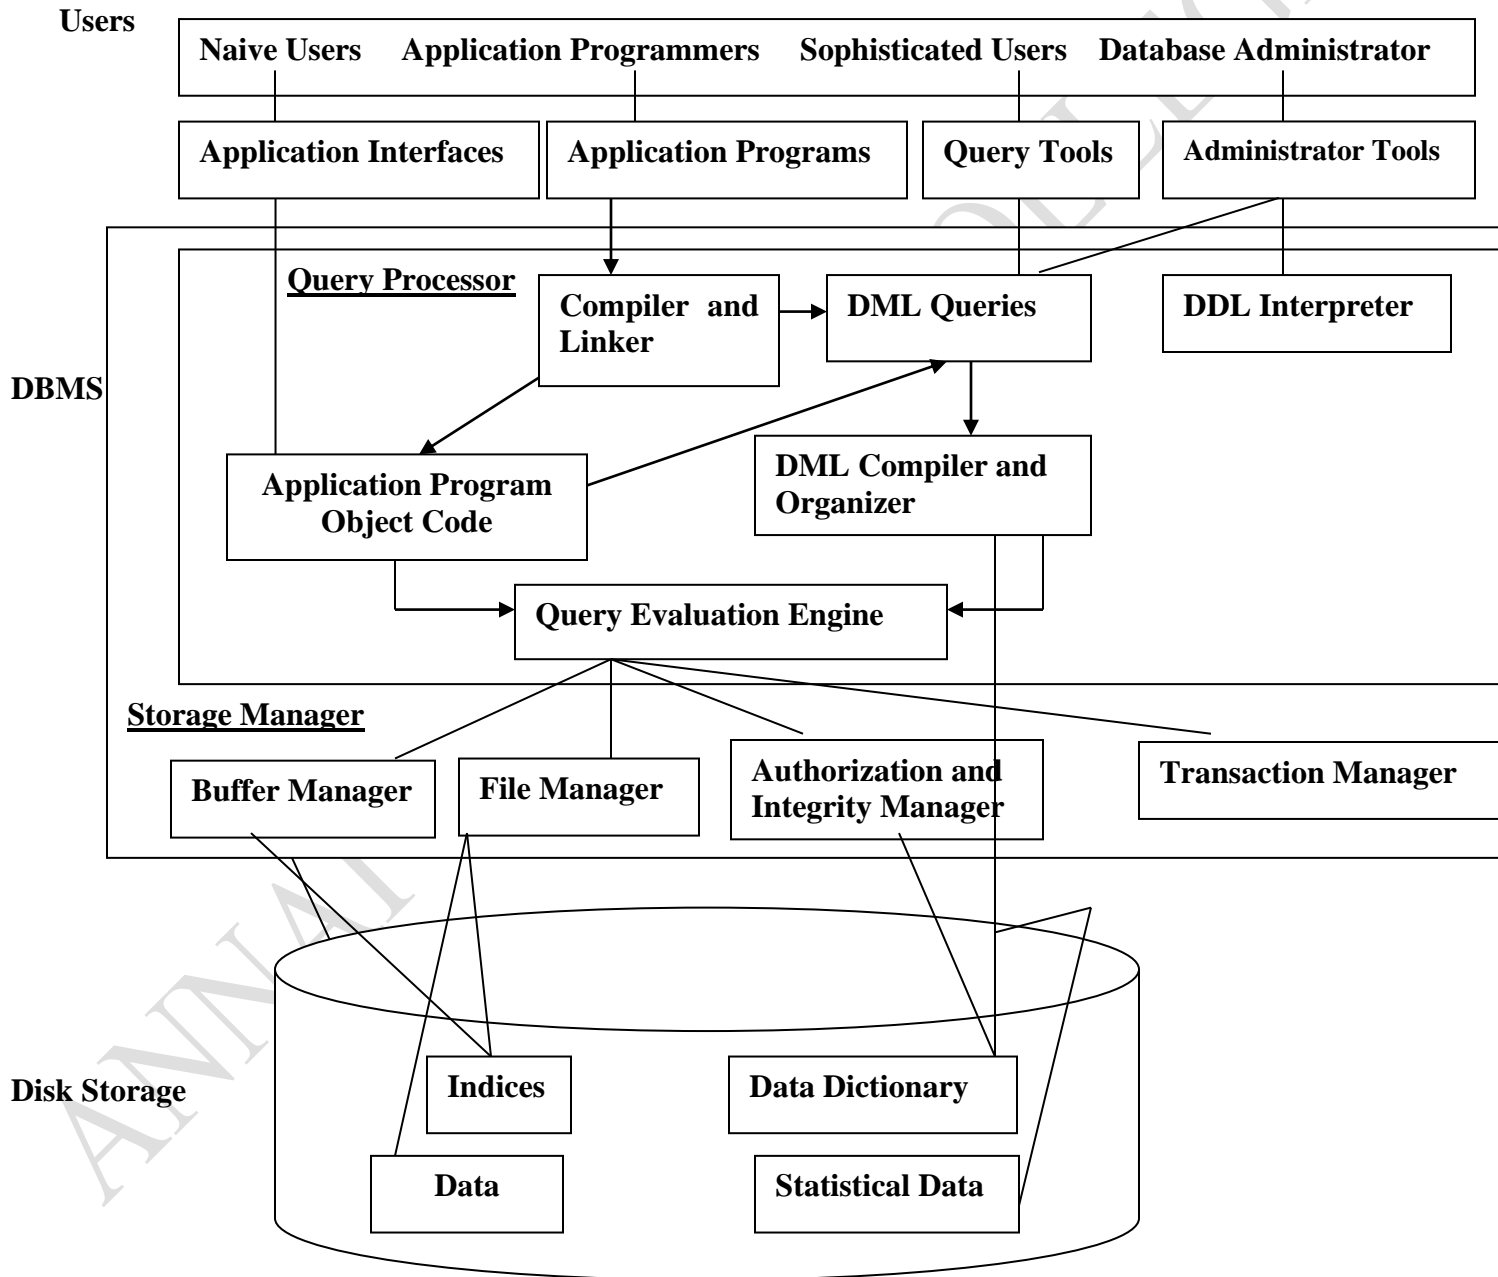 Users
Naive Users Application Programmers Sophisticated Users Database Administrator
Application Interfaces Application Programs Query Tools Administrator Tools
Query Processor
Compiler and
Linker
DML Queries
DDL Interpreter
DBMS
Application Program
Object Code
DML Compiler and
Organizer
Query Evaluation Engine
Storage Manager
Buffer Manager
File Manager
Authorization and
Integrity Manager
Transaction Manager
Disk Storage
Indices
Data Dictionary
Data
Statistical Data
ANNAI